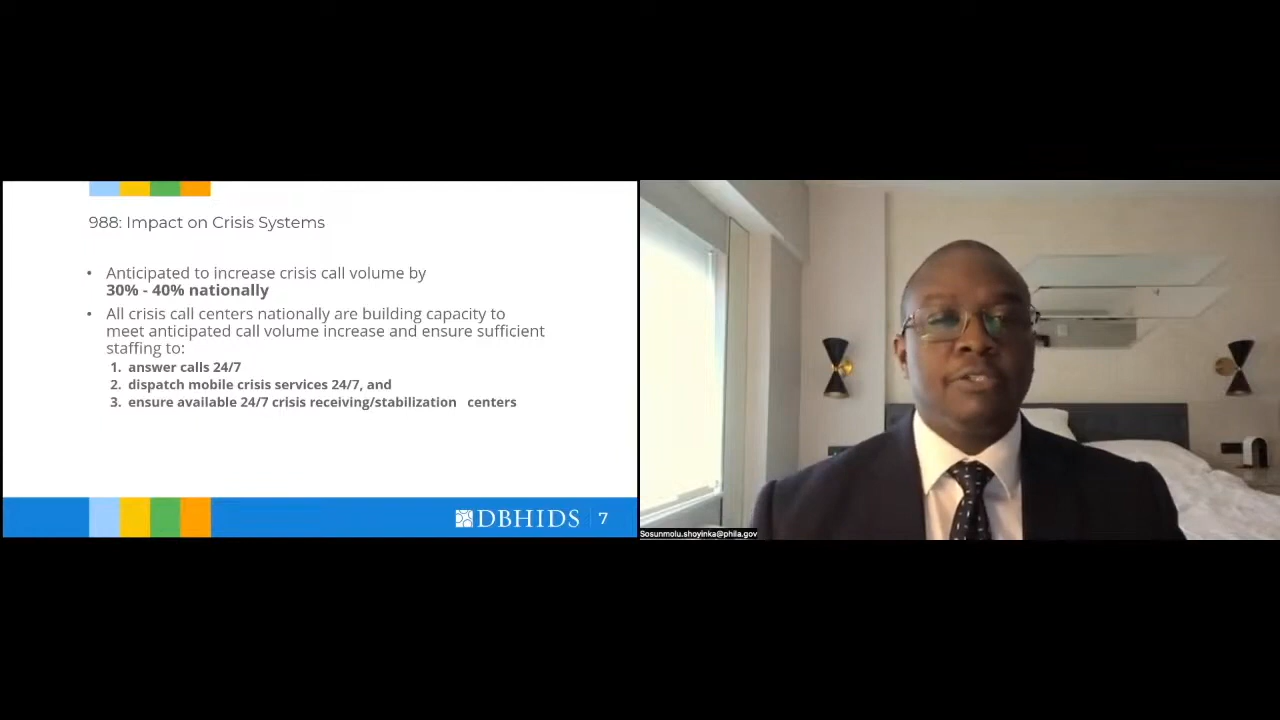 988: Impact on Crisis Systems
• Anticipated to increase crisis call volume by
30% - 40% nationally
• All crisis call centers nationally are building capacity to
meet anticipated call volume increase and ensure sufficient
staffing to:
1. answer calls 24/7
2. dispatch mobile crisis services 24/7, and
3. ensure available 24/7 crisis receiving/stabilization centers
DBHIDS 7
Sosunmolu.shoyinka@phila.gov